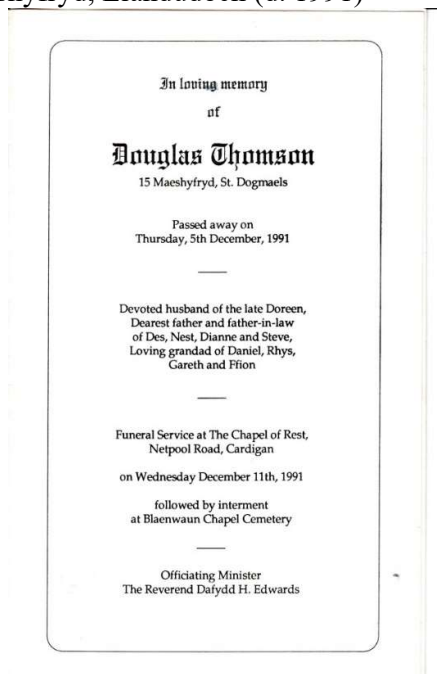 In loving memory
of
Douglas Thomson
15 Maeshyfryd, St. Dogmaels
Passed away on
Thursday, 5th December, 1991
Devoted husband of the late Doreen,
Dearest father and father-in-law
of Des, Nest, Dianne and Steve,
Loving grandad of Daniel, Rhys,
Gareth and Ffion
Funeral Service at The Chapel of Rest,
Netpool Road, Cardigan
on Wednesday December 11th, 1991
followed by interment
at Blaenwaun Chapel Cemetery
Officiating Minister
The Reverend Dafydd H. Edwards